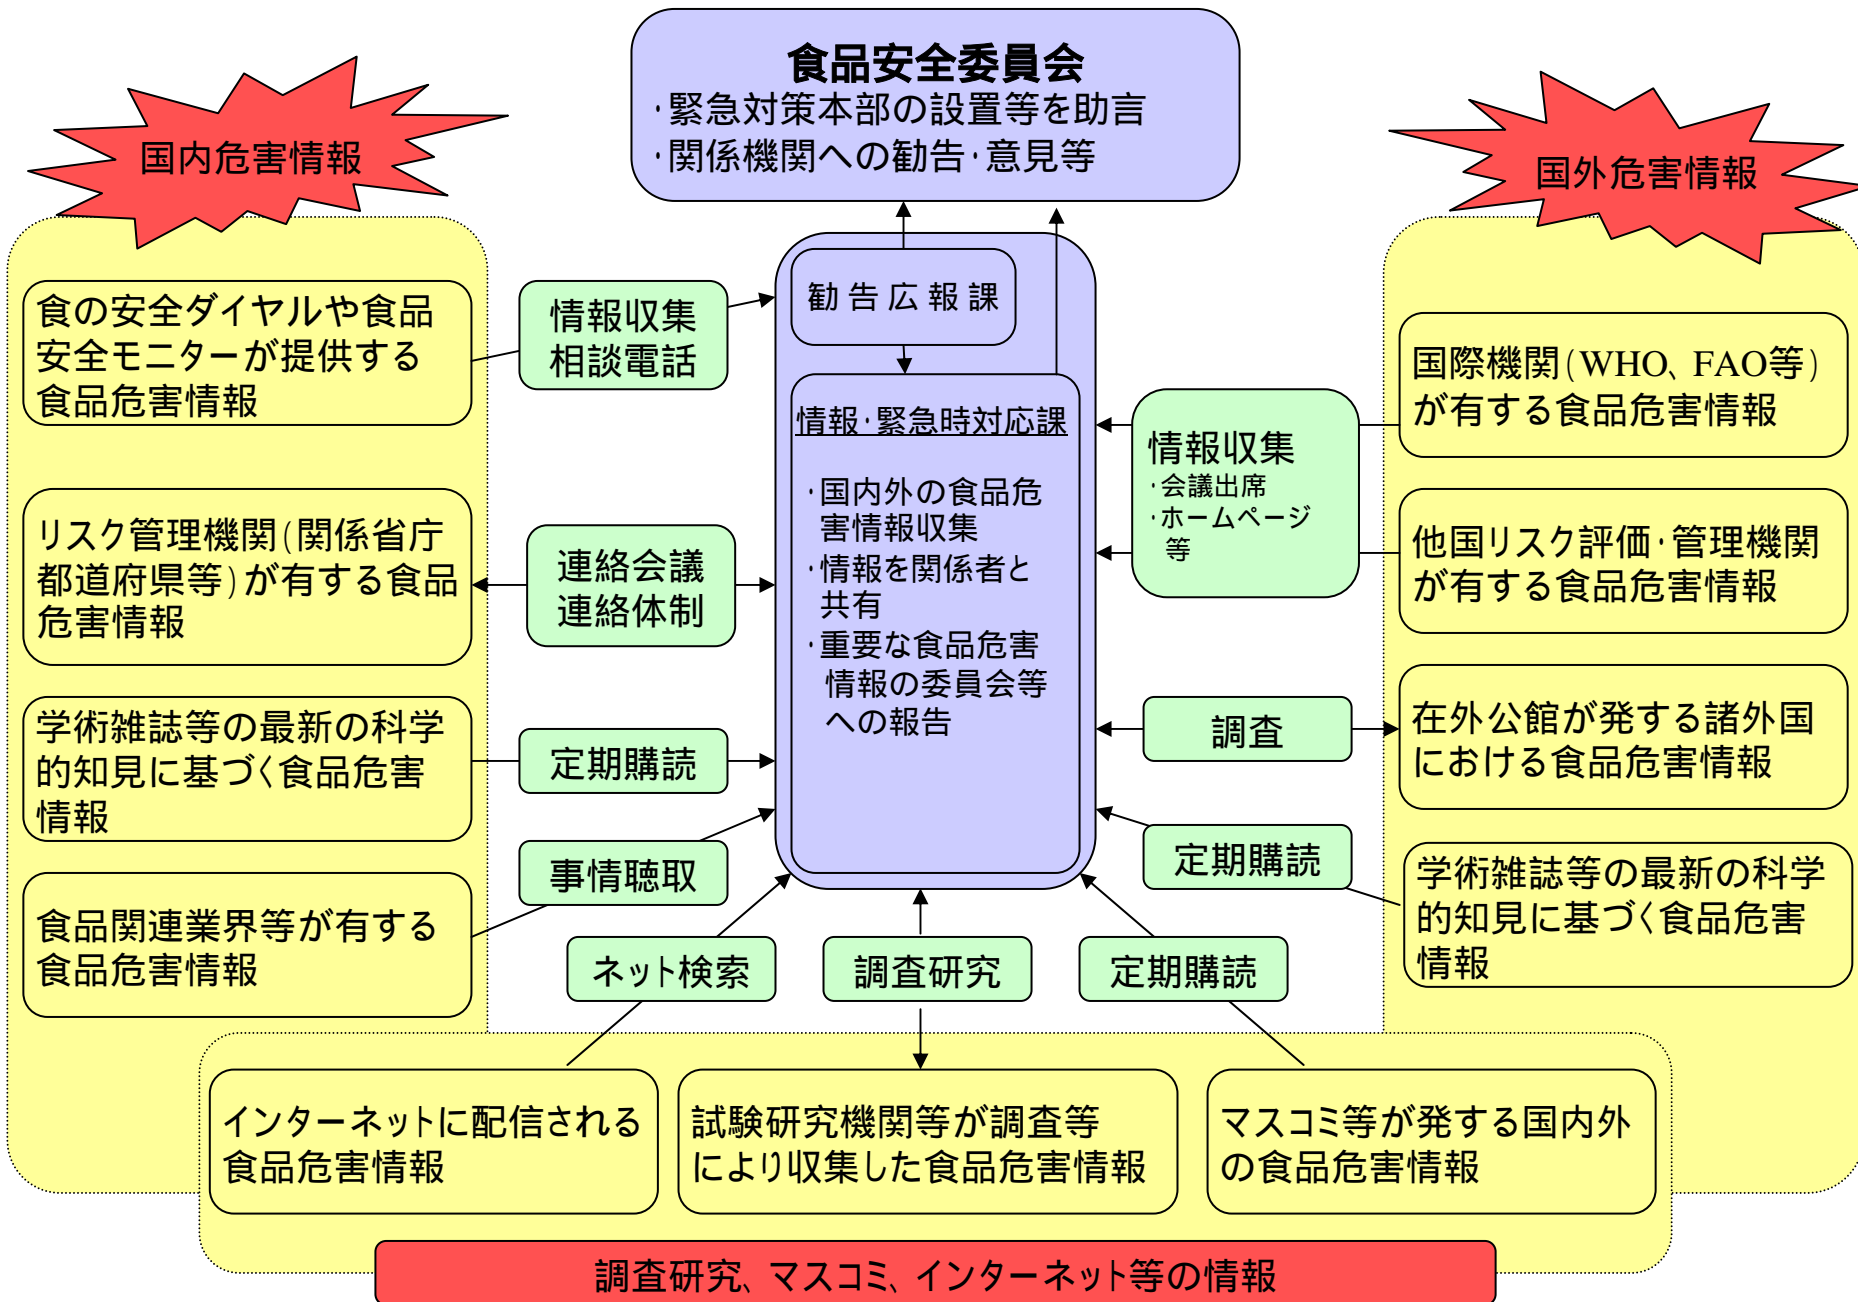 食品安全委員会
・緊急対策本部の設置等を助言
・関係機関への勧告・意見等
国内危害情報
国外危害情報
食の安全ダイヤルや食品
安全モニターが提供する
食品危害情報
リスク管理機関(関係省庁
都道府県等)が有する食品
危害情報
学術雑誌等の最新の科学
的知見に基づく食品危害
情報
食品関連業界等が有する
食品危害情報
情報収集
相談電話
連絡会議
連絡体制
定期購読
事情聴取
勧告広報課
情報・緊急時対応課
・国内外の食品危
害情報収集
・情報を関係者と
共有
・重要な食品危害
情報の委員会等
への報告
情報収集
・会議出席
・ホームページ
等
調査
定期購読
国際機関(WHO、FAO等)
が有する食品危害情報
他国リスク評価・管理機関
が有する食品危害情報
在外公館が発する諸外国
における食品危害情報
学術雑誌等の最新の科学
的知見に基づく食品危害
情報
ネット検索
調査研究
定期購読
インターネットに配信される
食品危害情報
試験研究機関等が調査等
により収集した食品危害情報
マスコミ等が発する国内外
の食品危害情報
調査研究、マスコミ、インターネット等の情報